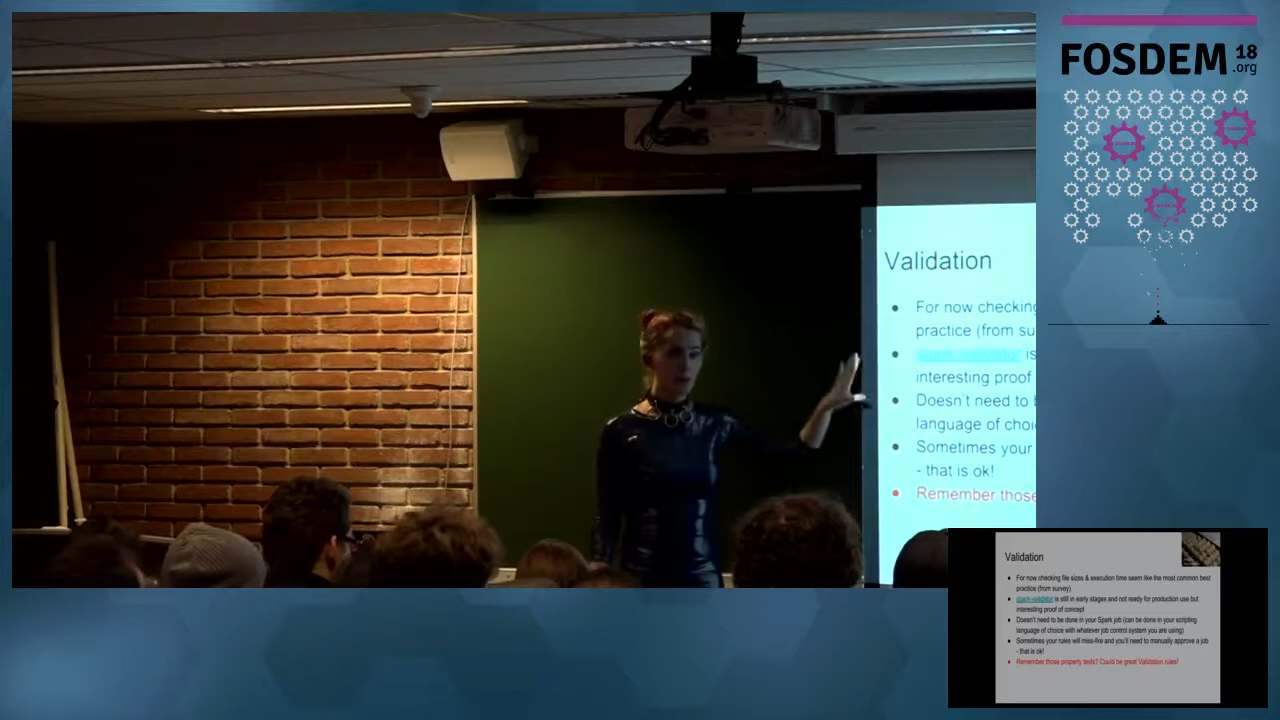 FOSDEM 18
.org
Validation
For now checking
practice (from su
spark-validator is
interesting proof
Doesn't need to b
language of choi
Sometimes your
- that is ok!
Remember those
Validation
For now checking file sizes & execution time seem like the most common best
practice (from survey)
spark-validator is still in early stages and not ready for production use but
interesting proof of concept
Doesn't need to be done in your Spark job (can be done in your scripting
language of choice with whatever job control system you are using)
Sometimes your rules will miss-fire and you'll need to manually approve a job
- that is ok!
Remember those property tests? Could be great Validation rules!